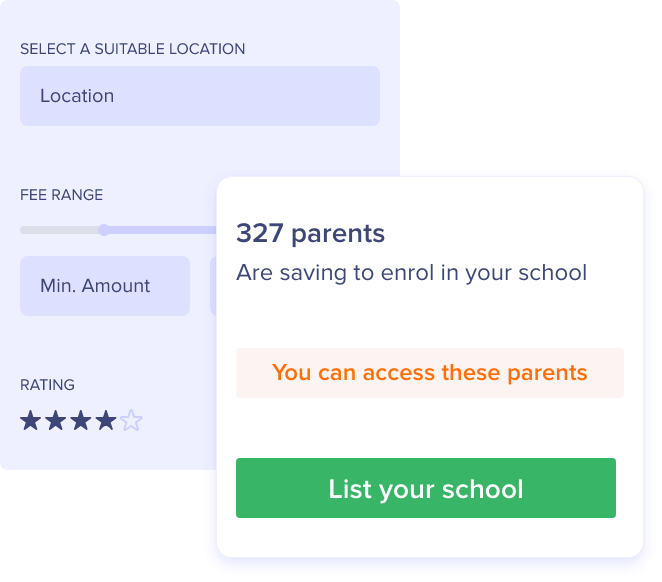 SELECT A SUITABLE LOCATION
Location
FEE RANGE
Min. Amount
RATING
327 parents
Are saving to enrol in your school
You can access these parents
List your school